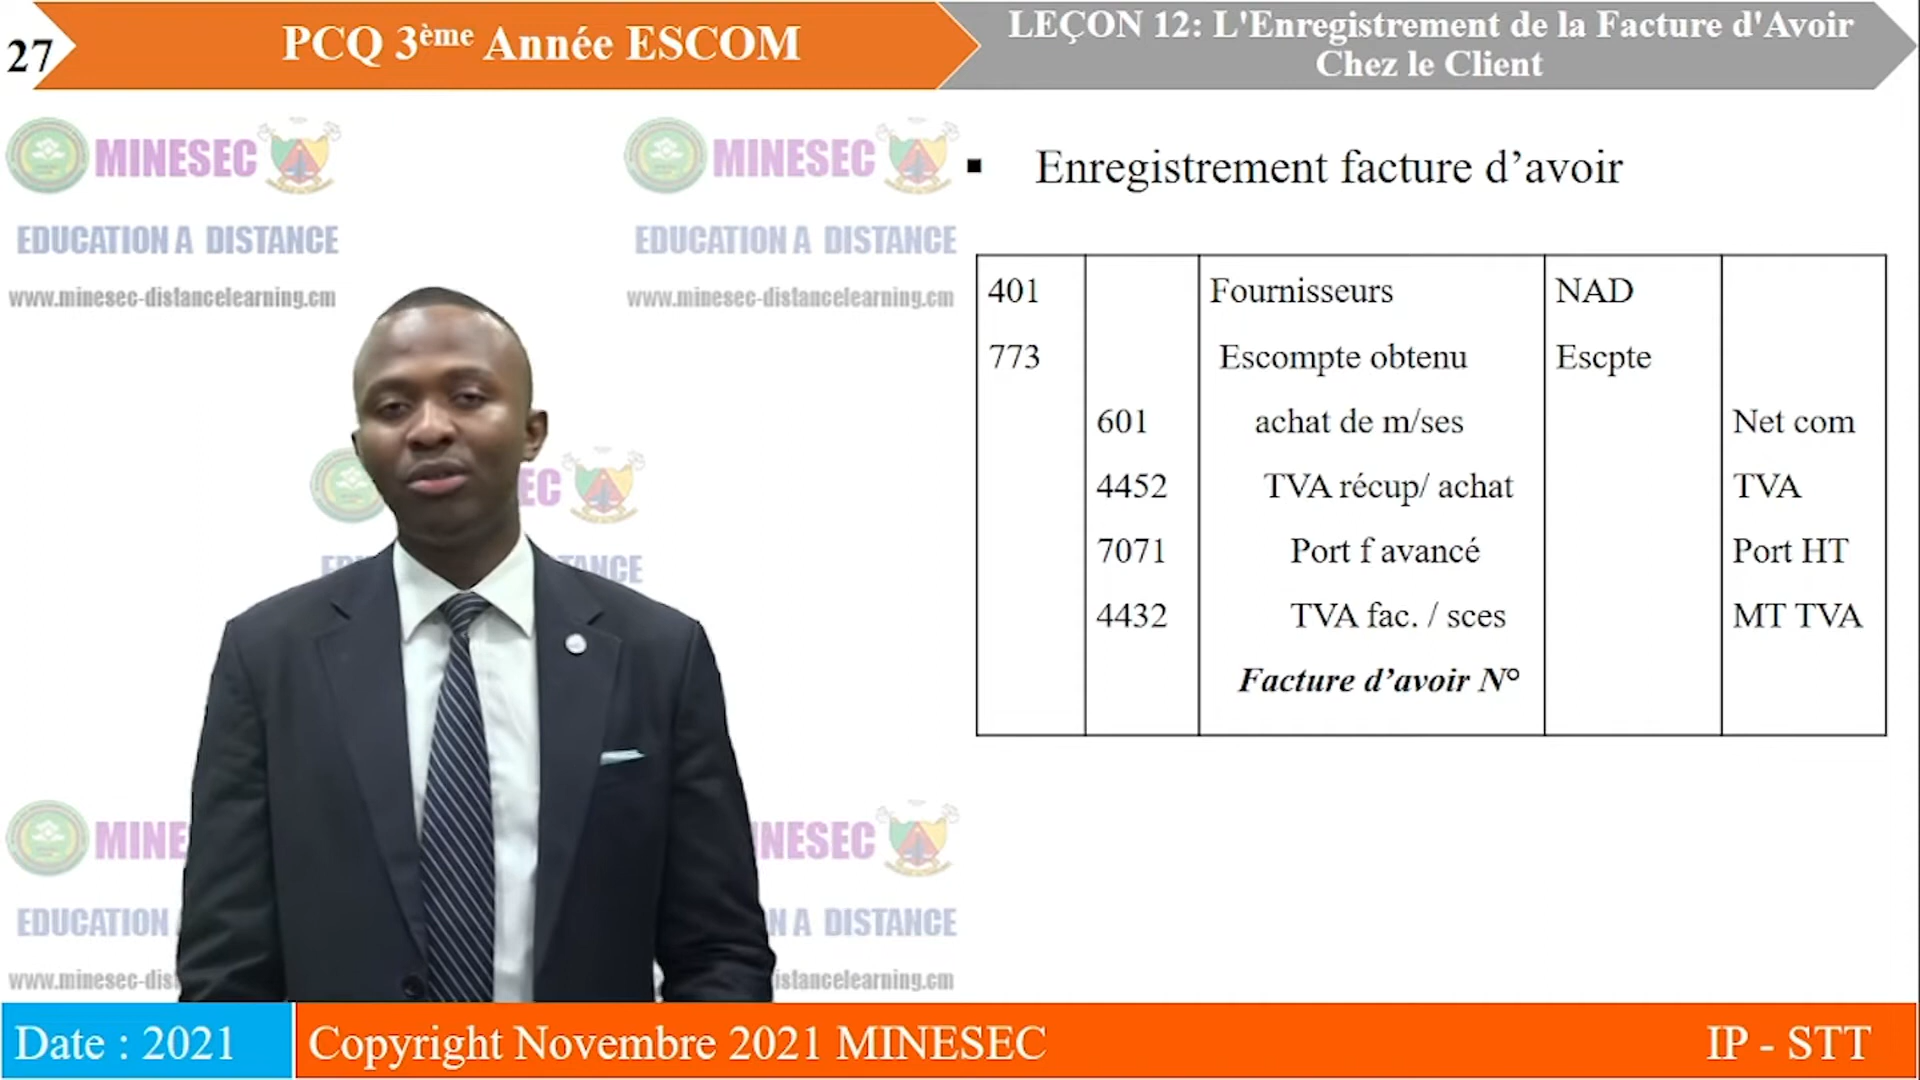 27
PCQ 3ème Année ESCOM
LEÇON 12: L'Enregistrement de la Facture d'Avoir
Chez le Client
MINESEC
EDUCATION A DISTANCE
www.minesec-distancelearning.cm
MINESEC
EDUCATION A DISTANCE
www.minesec-distancelearning.cm
▪ Enregistrement facture d’avoir
401 Fournisseurs NAD
773 Escompte obtenu Escpte
601 achat de m/ses Net com
4452 TVA récup/ achat TVA
7071 Port f avancé Port HT
4432 TVA fac. / sces MT TVA
Facture d’avoir N°
Date : 2021
Copyright Novembre 2021 MINESEC
IP - STT